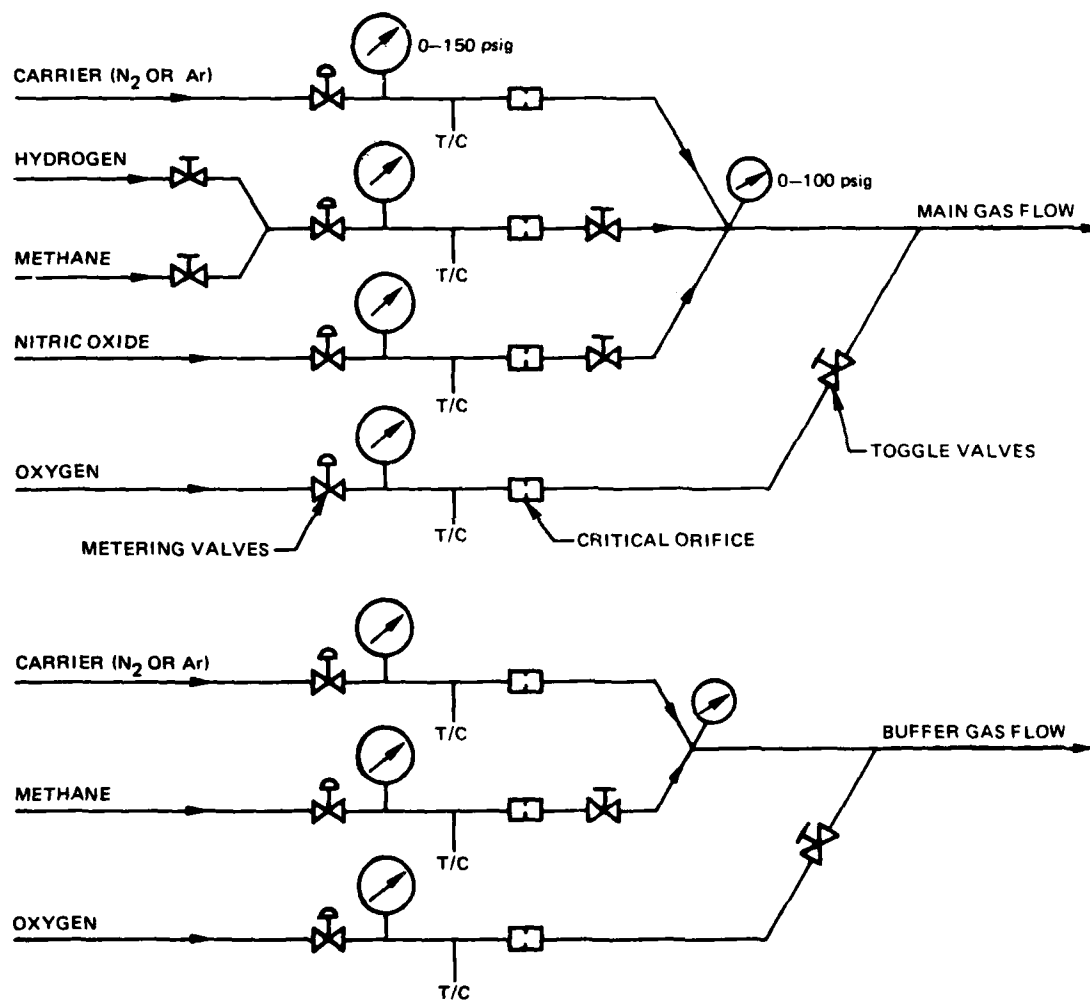 0–150 psig
CARRIER (N2 OR Ar)
T/C
HYDROGEN
0–100 psig
MAIN GAS FLOW
METHANE
T/C
NITRIC OXIDE
T/C
OXYGEN
TOGGLE VALVES
T/C
METERING VALVES
CRITICAL ORIFICE
CARRIER (N2 OR Ar)
T/C
BUFFER GAS FLOW
METHANE
T/C
OXYGEN
T/C